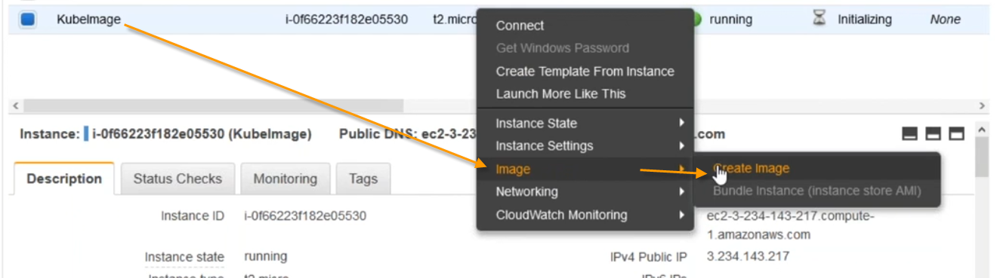 KubeImage i-0f66223f182e05530 t2.micro running Initializing None
Connect
Get Windows Password
Create Template From Instance
Launch More Like This
Instance State
Instance Settings
Image
Networking
CloudWatch Monitoring
Create Image
Bundle Instance (instance store AMI)
Instance: i-0f66223f182e05530 (KubeImage) Public DNS: ec2-3-23 .com
Description Status Checks Monitoring Tags
Instance ID i-0f66223f182e05530
ec2-3-234-143-217.compute-
1.amazonaws.com
Instance state running
IPv4 Public IP 3.234.143.217
Instance type t2.micro
IPv6 IPs